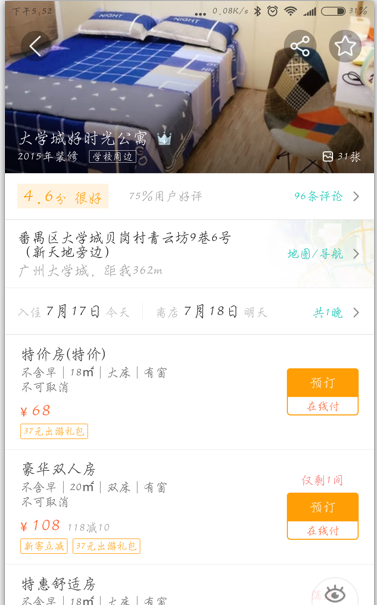 下午5:52 ... 0.08K/s 31%
大学城好时光公寓
2015年装修 学校周边 31张
4.6分 很好 75%用户好评 96条评论
番禺区大学城贝岗村青云坊9巷6号
(新天地旁边) 地图/导航
广州大学城，距我362m
入住 7月17日 今天 离店 7月18日 明天 共1晚
特价房(特价)
不含早 | 18㎡ | 大床 | 有窗
不可取消
预订
在线付
¥68
37元出游礼包
豪华双人房
仅剩1间
不含早 | 20㎡ | 双床 | 有窗
不可取消
预订
在线付
¥108 118减10
新客立减 37元出游礼包
特惠舒适房
不含早 | 18㎡ | 大床 | 有窗